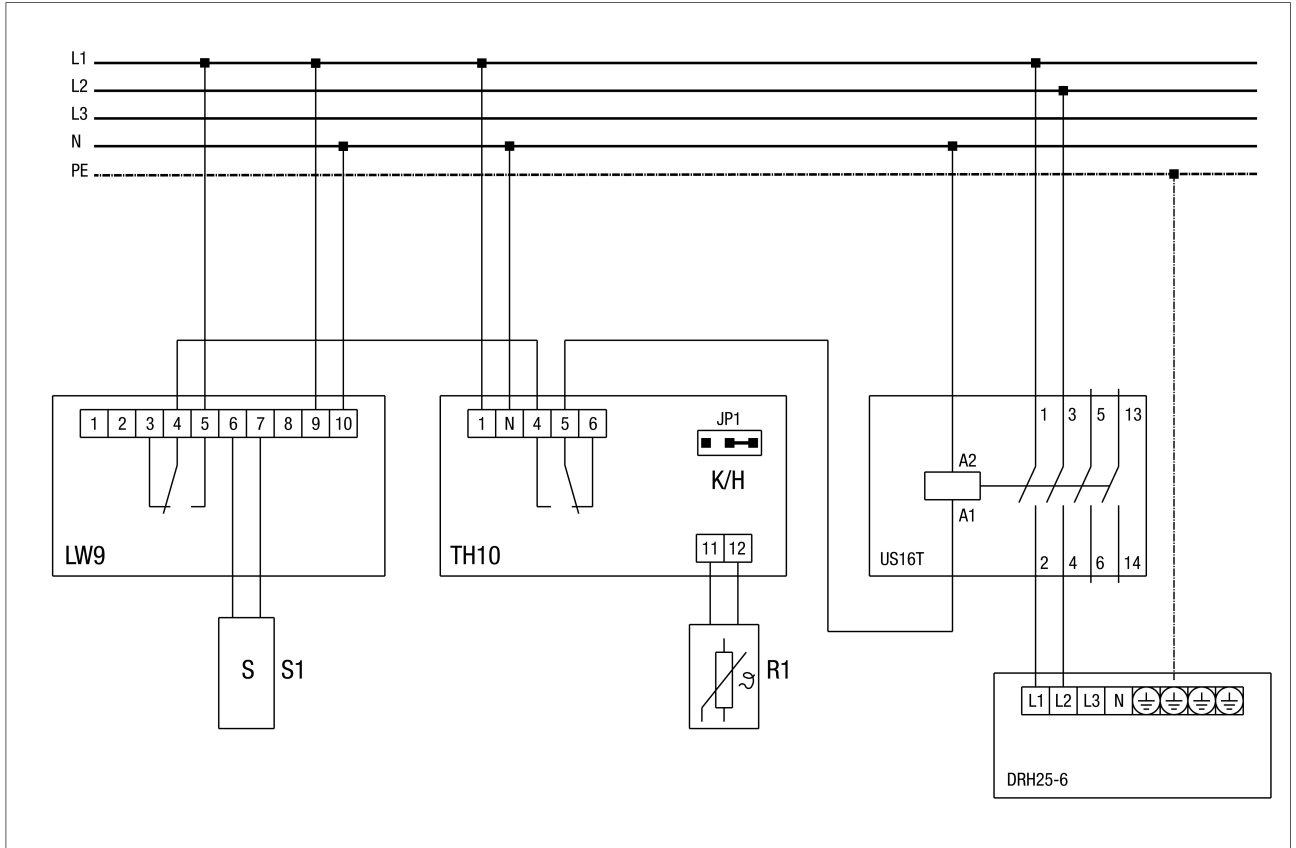 L1
L2
L3
N
PE
1 2 3 4 5 6 7 8 9 10
LW9
S S1
1 N 4 5 6
JP1
K/H
TH10
11 12
R1
1 3 5 13
A2
A1
US16T
2 4 6 14
L1 L2 L3 N
DRH25-6